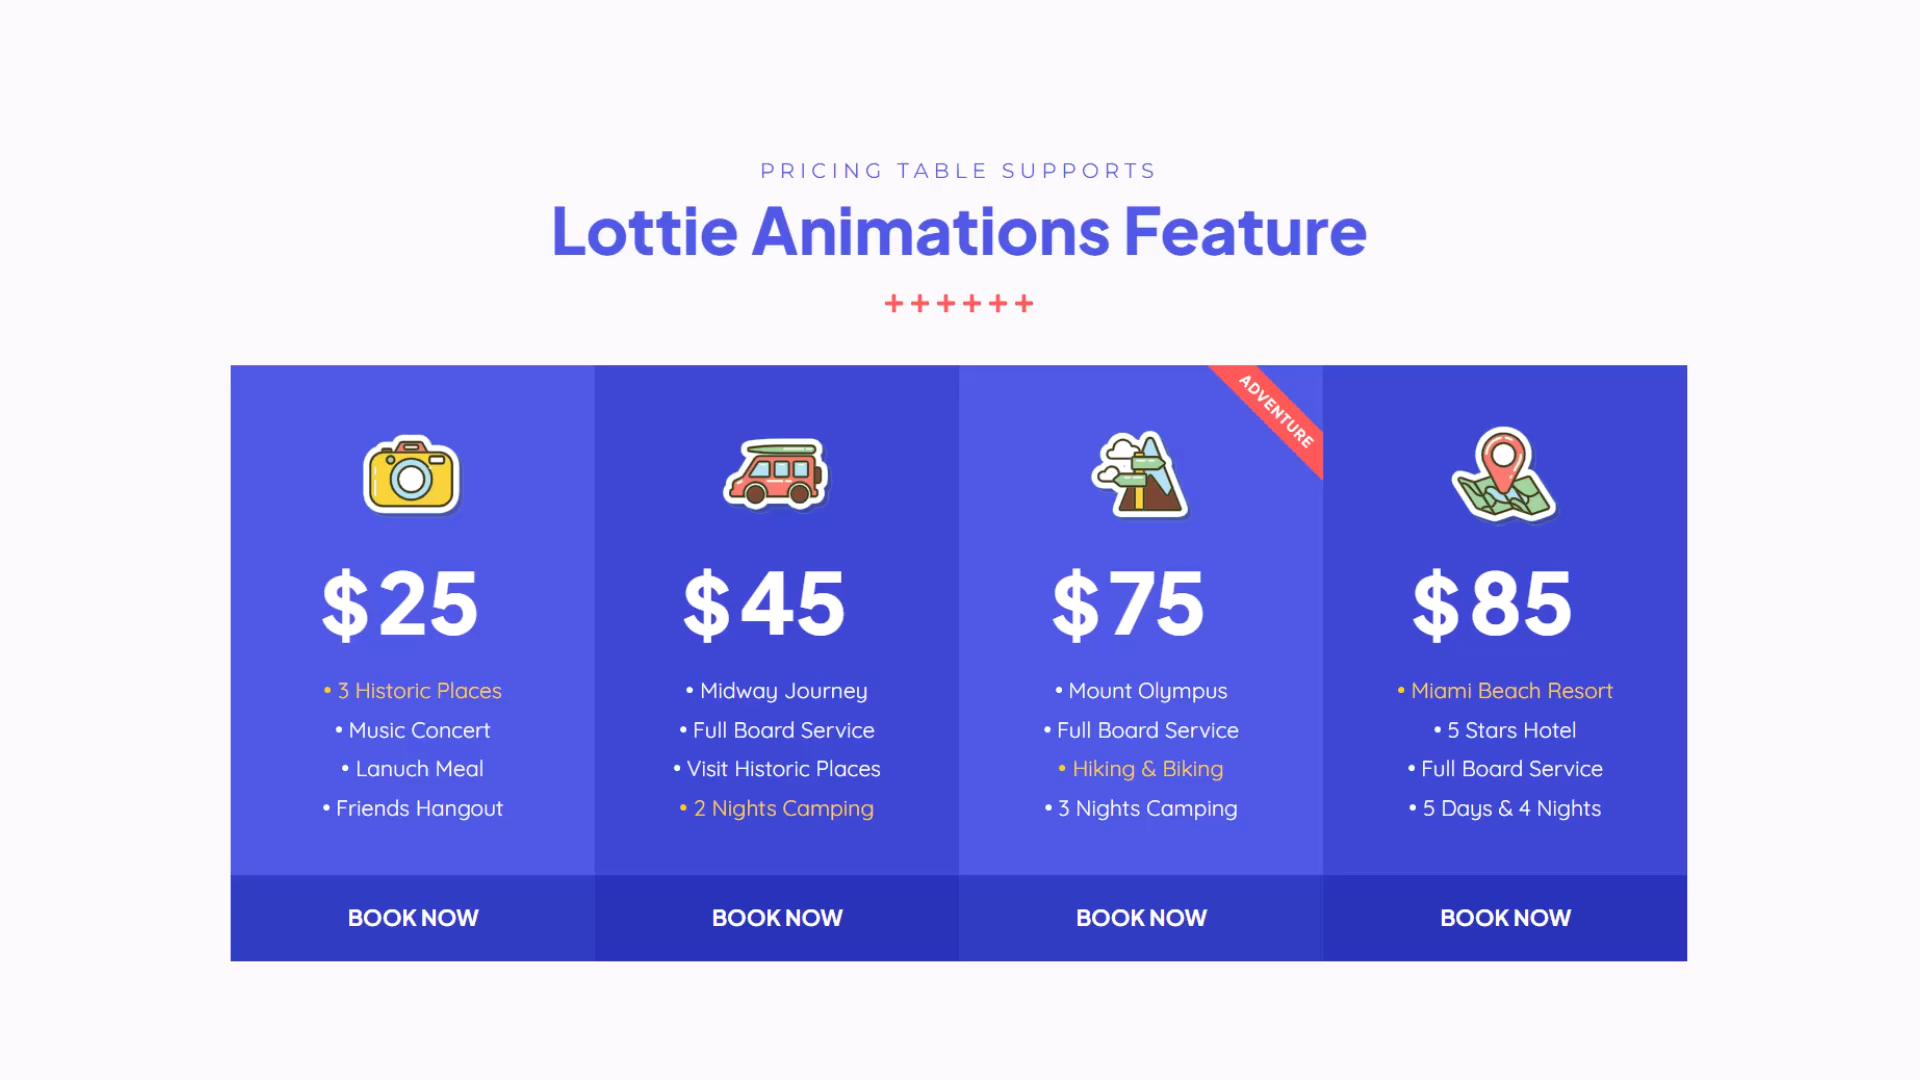 PRICING TABLE SUPPORTS
Lottie Animations Feature
++++++
ADVENTURE
$25
• 3 Historic Places
• Music Concert
• Lanuch Meal
• Friends Hangout
BOOK NOW
$45
• Midway Journey
• Full Board Service
• Visit Historic Places
• 2 Nights Camping
BOOK NOW
$75
• Mount Olympus
• Full Board Service
• Hiking & Biking
• 3 Nights Camping
BOOK NOW
$85
• Miami Beach Resort
• 5 Stars Hotel
• Full Board Service
• 5 Days & 4 Nights
BOOK NOW